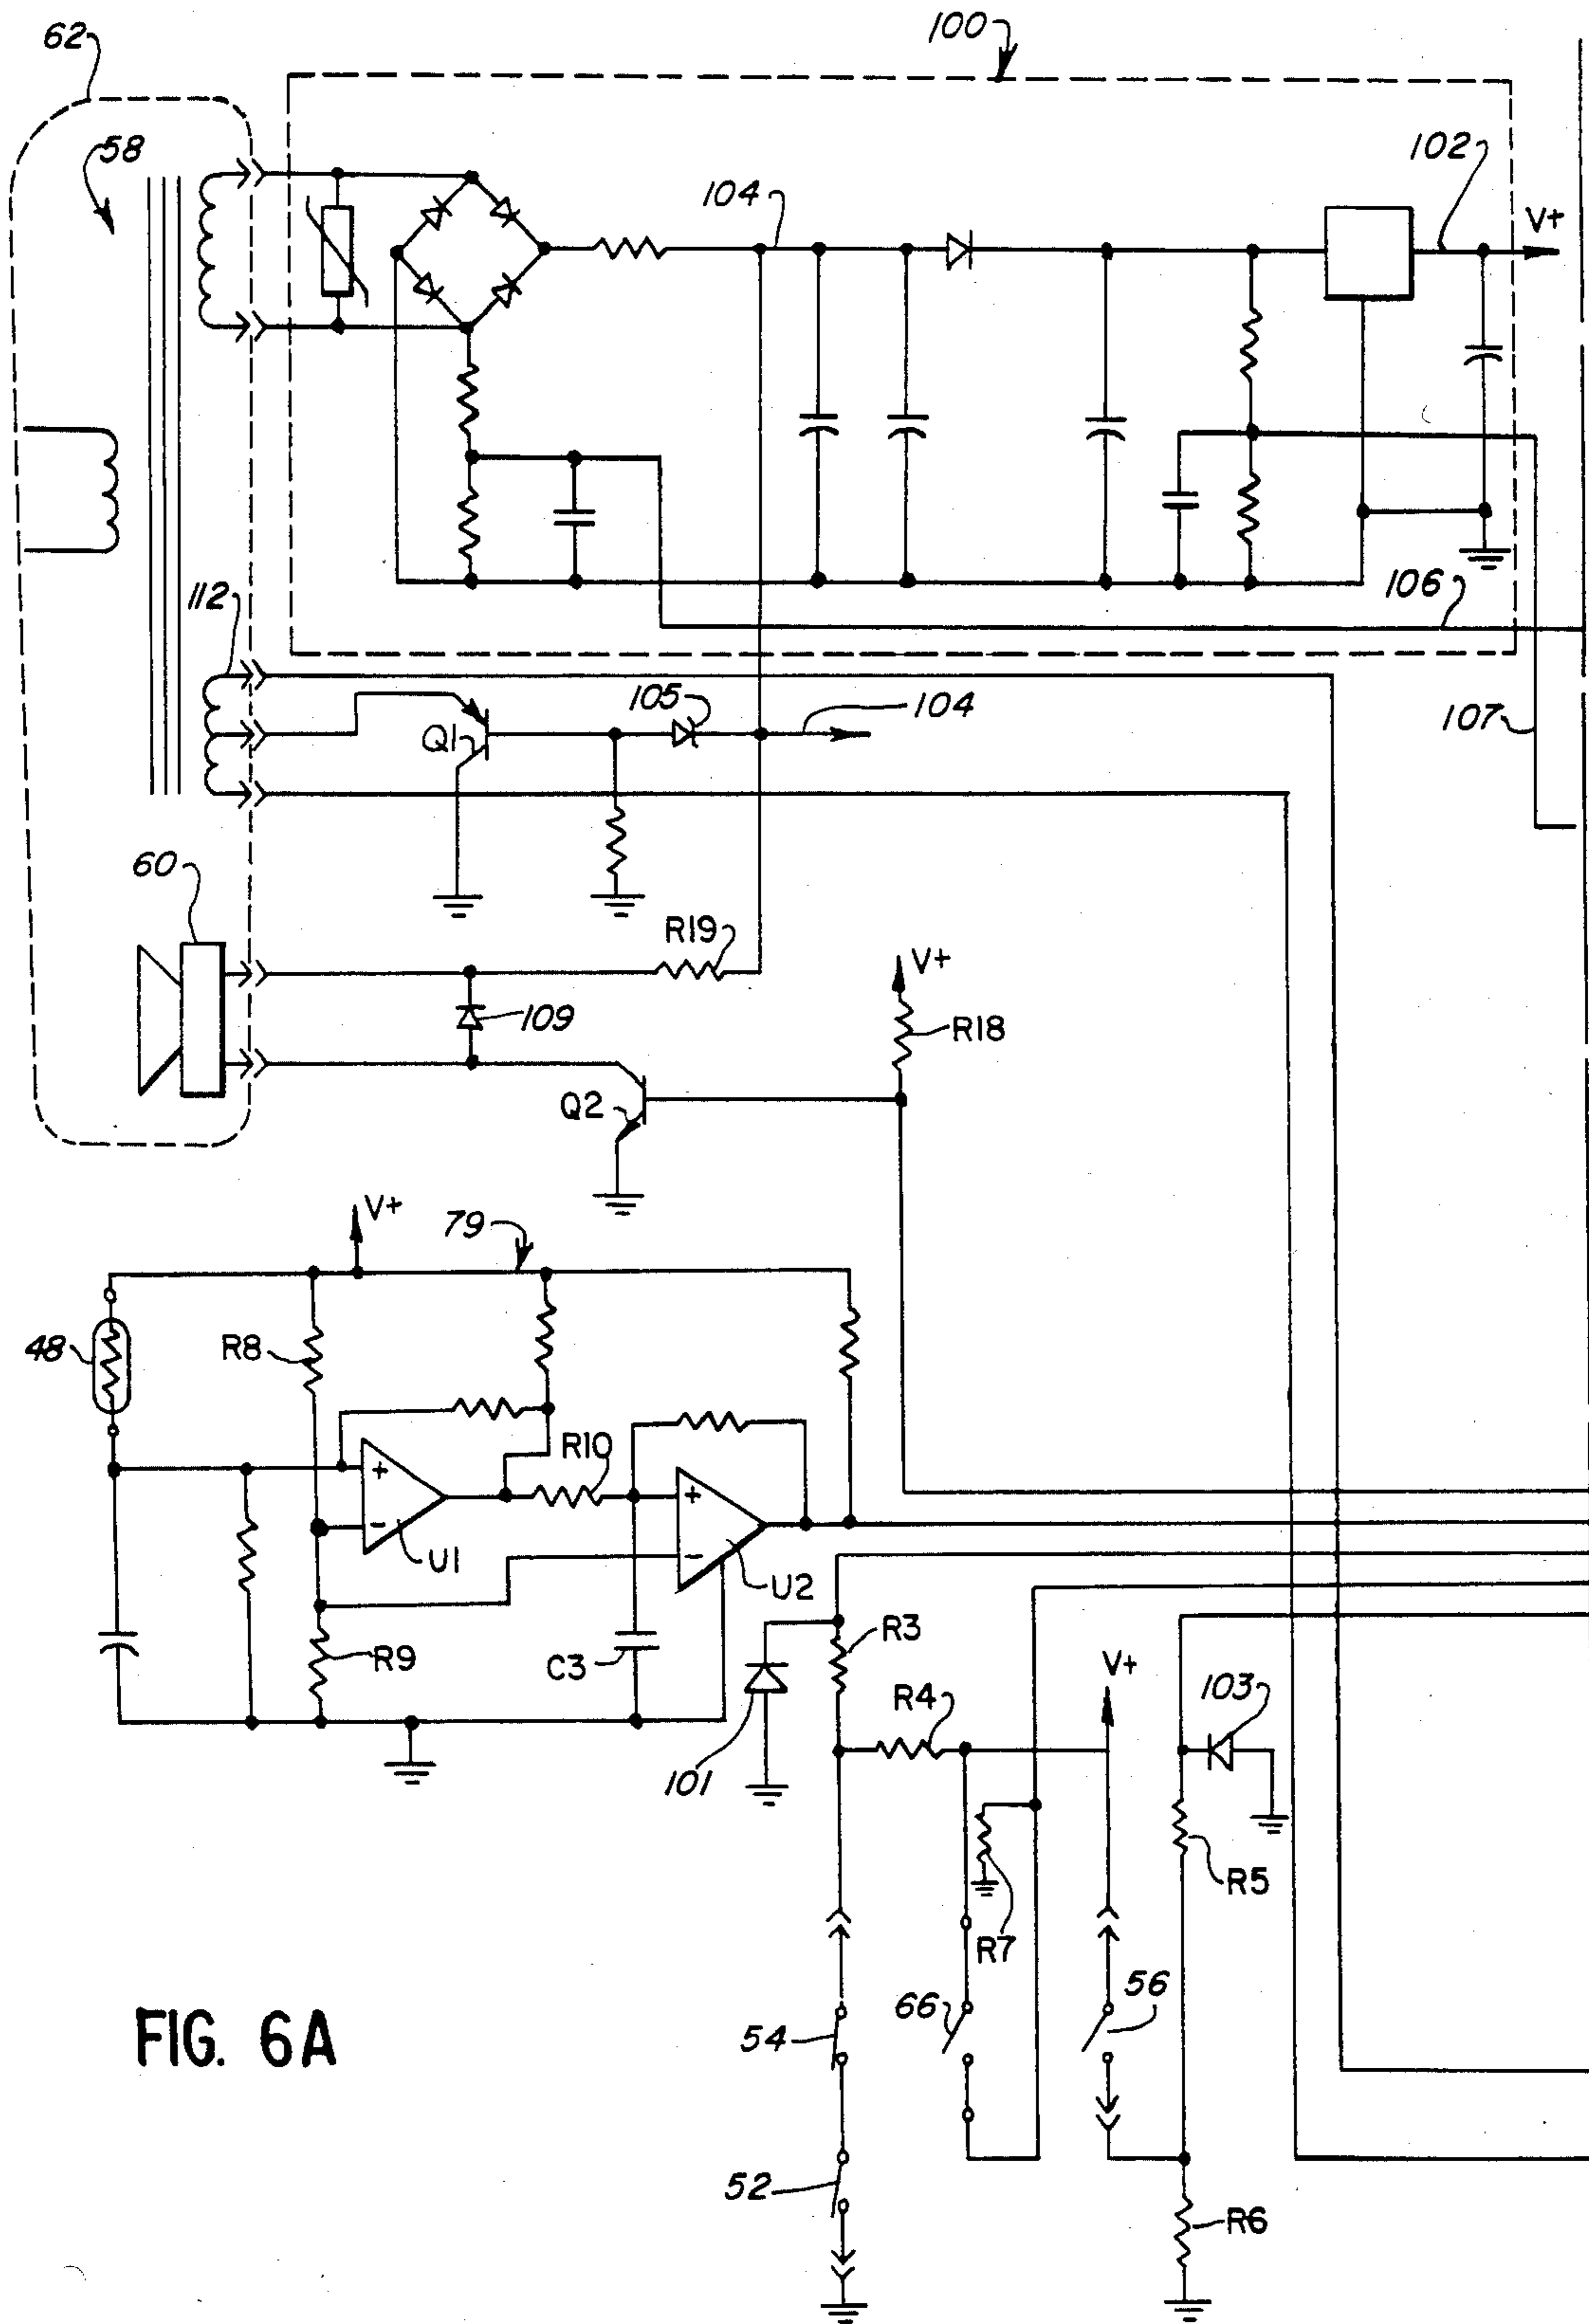 100
62
58
102
104
V+
+
112
106
105
104
107
Q1
60
R19
V+
109
R18
Q2
V+
79
48
R8
R10
+
+
-
U1
-
U2
R3
R9
C3
V+
103
R4
101
R5
R7
56
66
54
FIG. 6A
52
R6